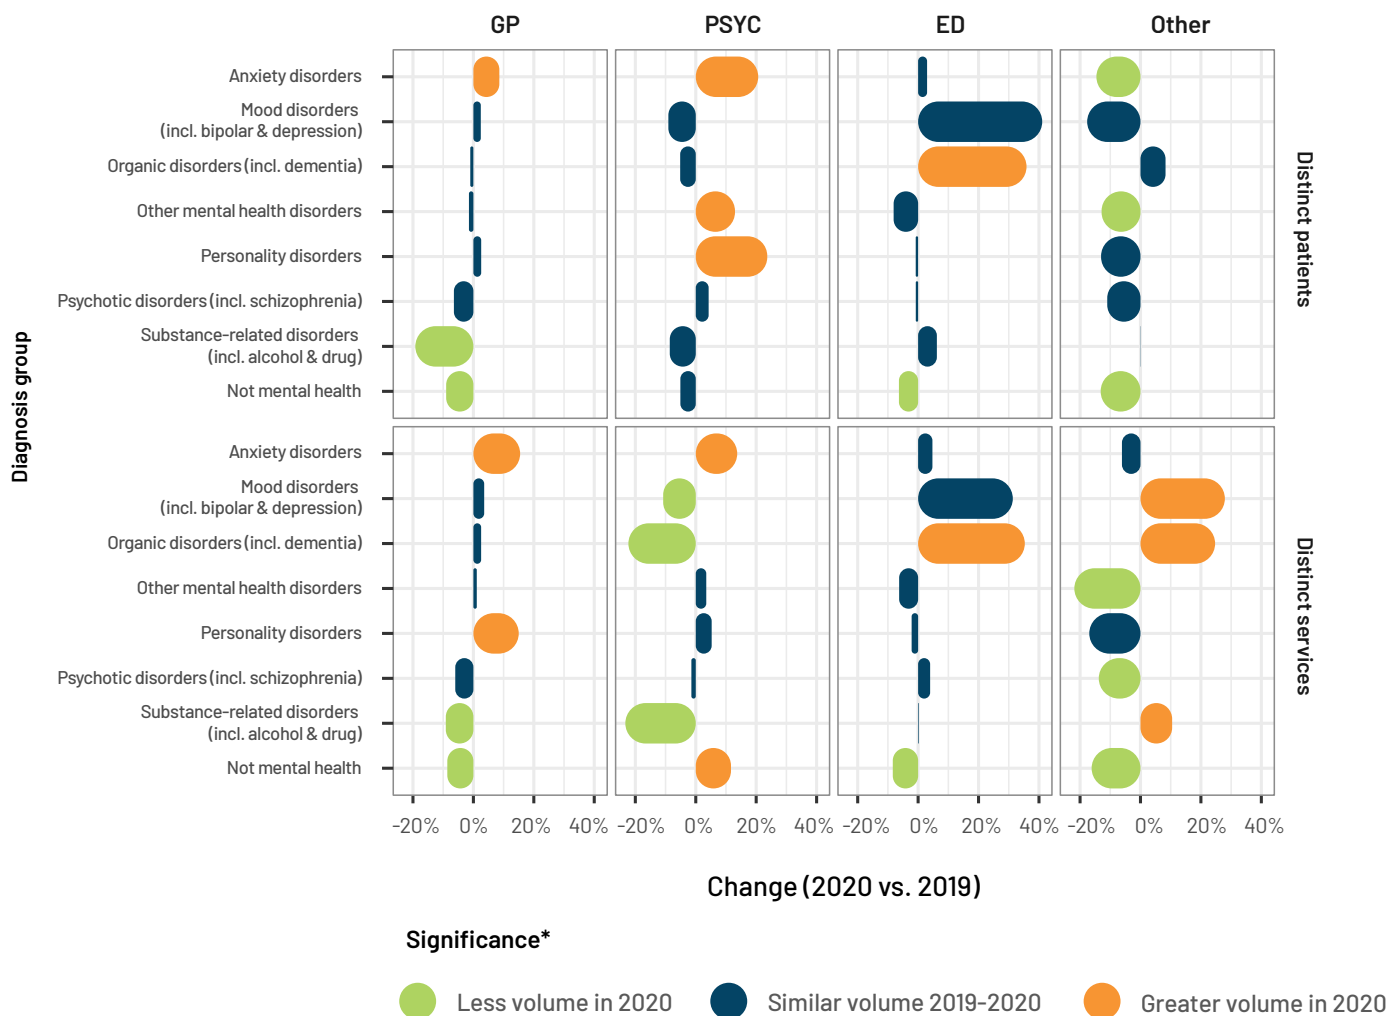 GP PSYC ED Other
Diagnosis group
Anxiety disorders
Mood disorders
(incl. bipolar & depression)
Organic disorders (incl. dementia)
Other mental health disorders
Personality disorders
Psychotic disorders (incl. schizophrenia)
Substance-related disorders
(incl. alcohol & drug)
Not mental health
Distinct patients
Anxiety disorders
Mood disorders
(incl. bipolar & depression)
Organic disorders (incl. dementia)
Other mental health disorders
Personality disorders
Psychotic disorders (incl. schizophrenia)
Substance-related disorders
(incl. alcohol & drug)
Not mental health
Distinct services
-20% 0% 20% 40% -20% 0% 20% 40% -20% 0% 20% 40% -20% 0% 20% 40%
Change (2020 vs. 2019)
Significance*
Less volume in 2020 Similar volume 2019-2020 Greater volume in 2020